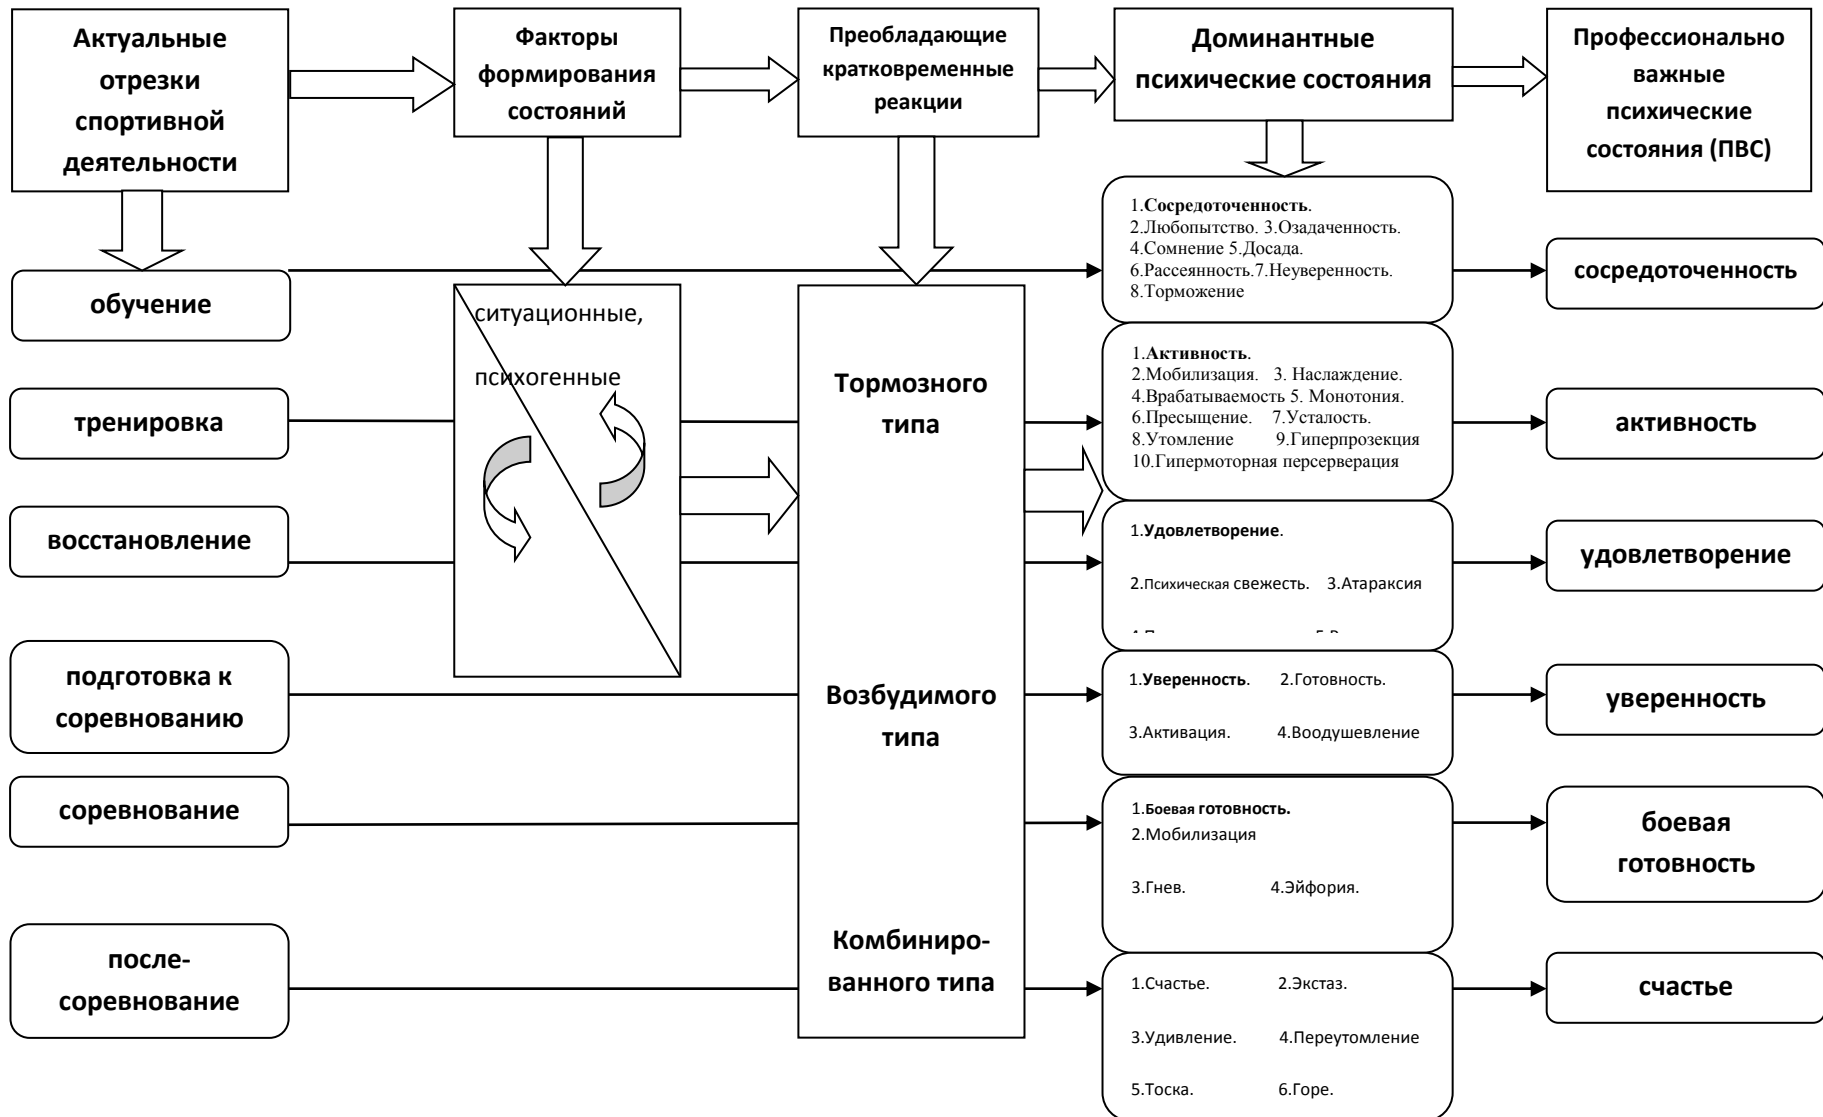 Актуальные
отрезки
спортивной
деятельности
Факторы
формирования
состояний
Преобладающие
кратковременные
реакции
Доминантные
психические состояния
Профессионально
важные
психические
состояния (ПВС)
обучение
тренировка
восстановление
подготовка к
соревнованию
соревнование
после-
соревнование
ситуационные,
психогенные
Тормозного
типа
Возбудимого
типа
Комбиниро-
ванного типа
1.Сосредоточенность.
2.Любопытство. 3.Озадаченность.
4.Сомнение 5.Досада.
6.Рассеянность.7.Неуверенность.
8.Торможение
1.Активность.
2.Мобилизация. 3. Наслаждение.
4.Врабатываемость 5. Монотония.
6.Пресыщение. 7.Усталость.
8.Утомление 9.Гиперпрозекция
10.Гипермоторная персерверация
1.Удовлетворение.
2.Психическая свежесть. 3.Атараксия
1.Уверенность. 2.Готовность.
3.Активация. 4.Воодушевление
1.Боевая готовность.
2.Мобилизация
3.Гнев. 4.Эйфория.
1.Счастье. 2.Экстаз.
3.Удивление. 4.Переутомление
5.Тоска. 6.Горе.
сосредоточенность
активность
удовлетворение
уверенность
боевая
готовность
счастье